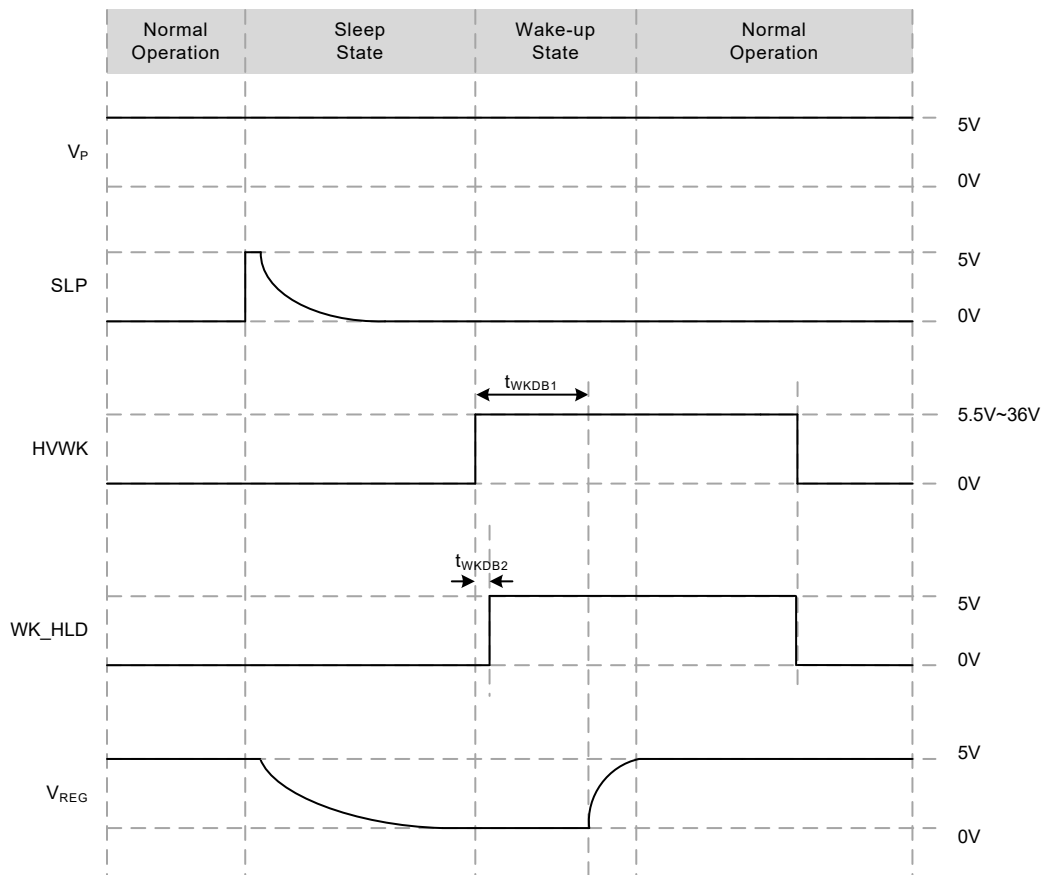 Normal Operation
Sleep State
Wake-up State
Normal Operation
VP
5V
0V
SLP
5V
0V
tWKDB1
HVWK
5.5V~36V
0V
tWKDB2
WK_HLD
5V
0V
VREG
5V
0V